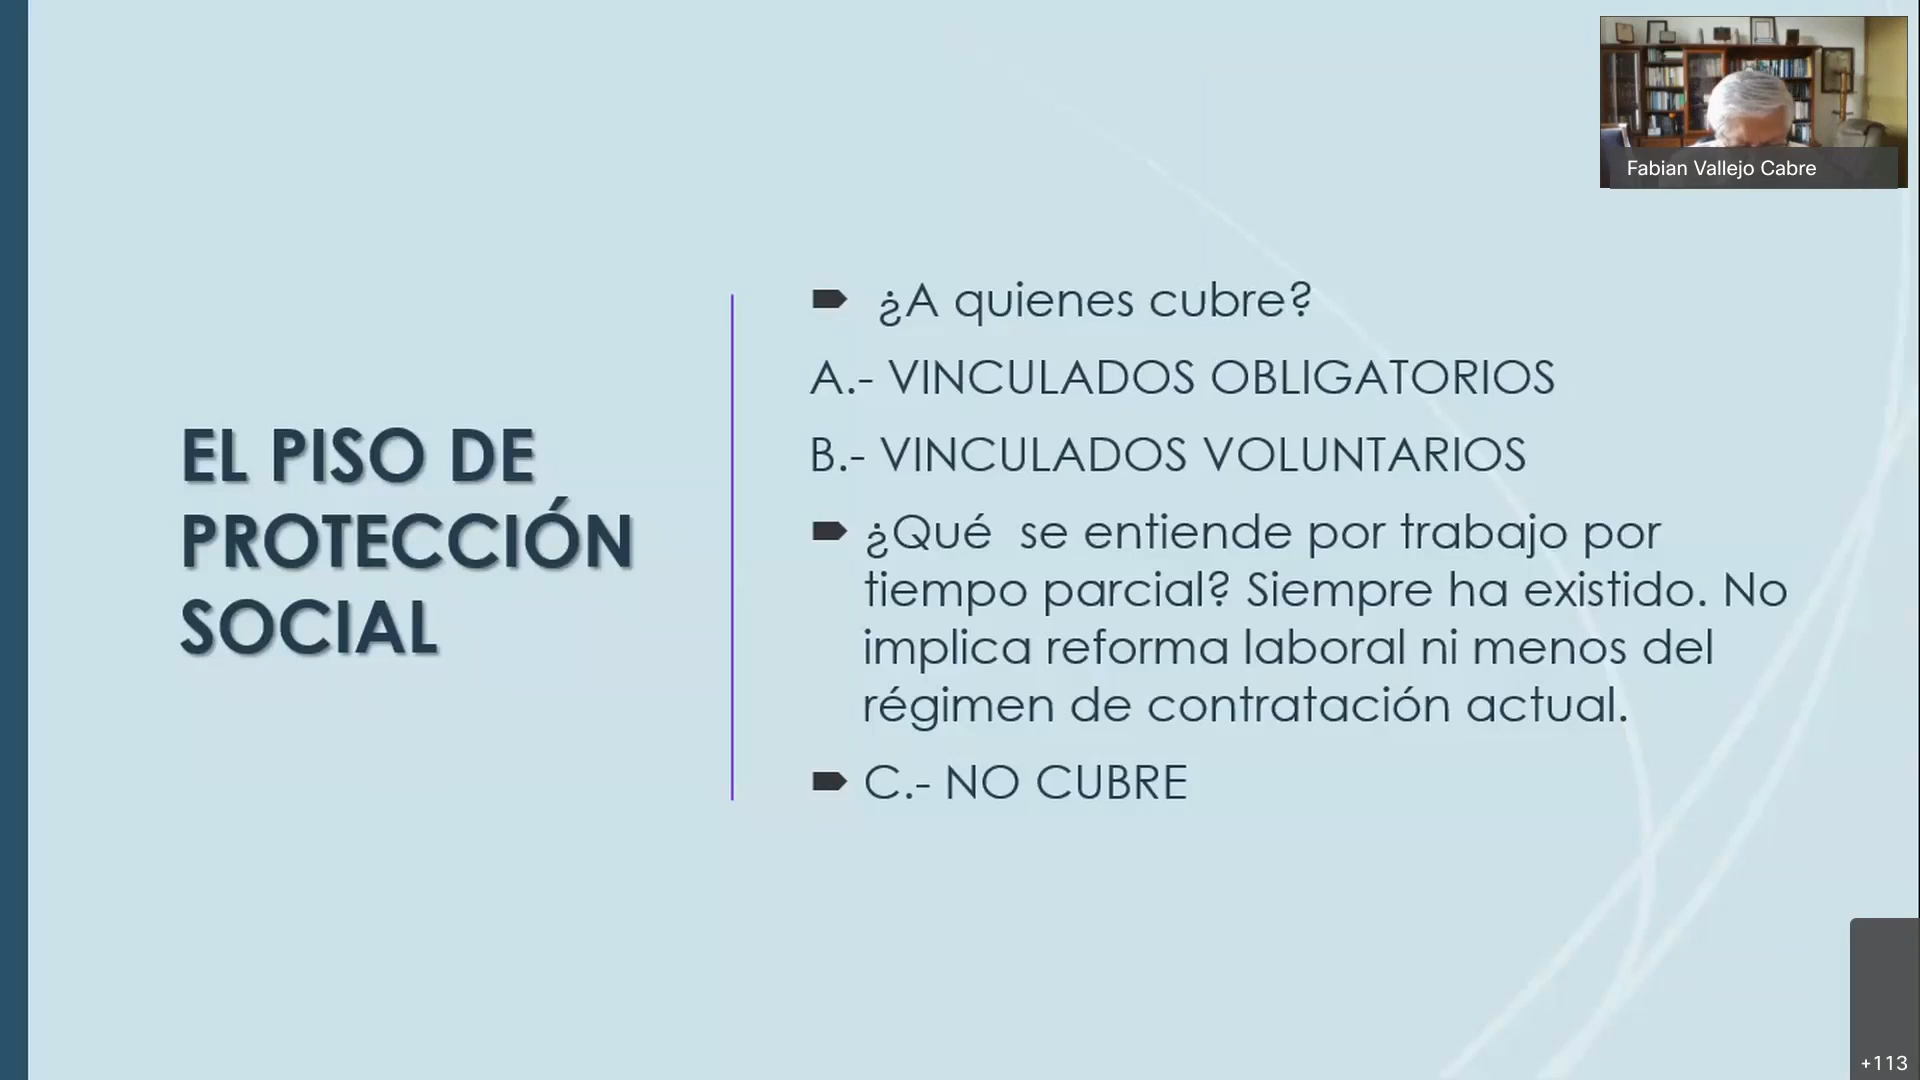 Fabian Vallejo Cabre
EL PISO DE
PROTECCIÓN
SOCIAL
¿A quienes cubre?
A.- VINCULADOS OBLIGATORIOS
B.- VINCULADOS VOLUNTARIOS
¿Qué se entiende por trabajo por
tiempo parcial? Siempre ha existido. No
implica reforma laboral ni menos del
régimen de contratación actual.
C.- NO CUBRE
+113